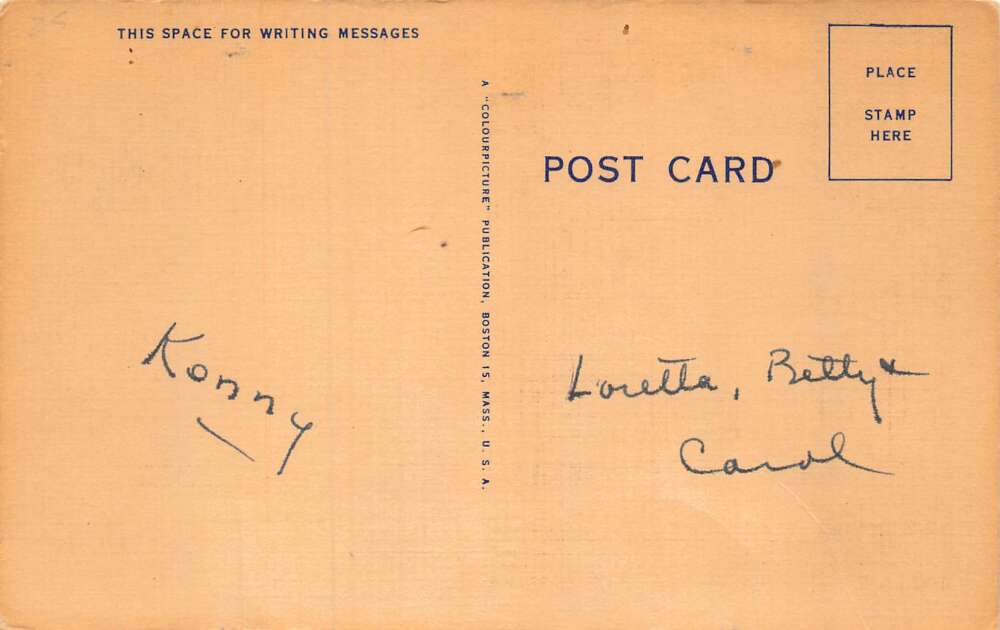 THIS SPACE FOR WRITING MESSAGES
A "COLOURPICTURE" PUBLICATION, BOSTON 15, MASS., U. S. A.
POST CARD
PLACE
STAMP
HERE
Konny
Loretta, Betty &
Carol